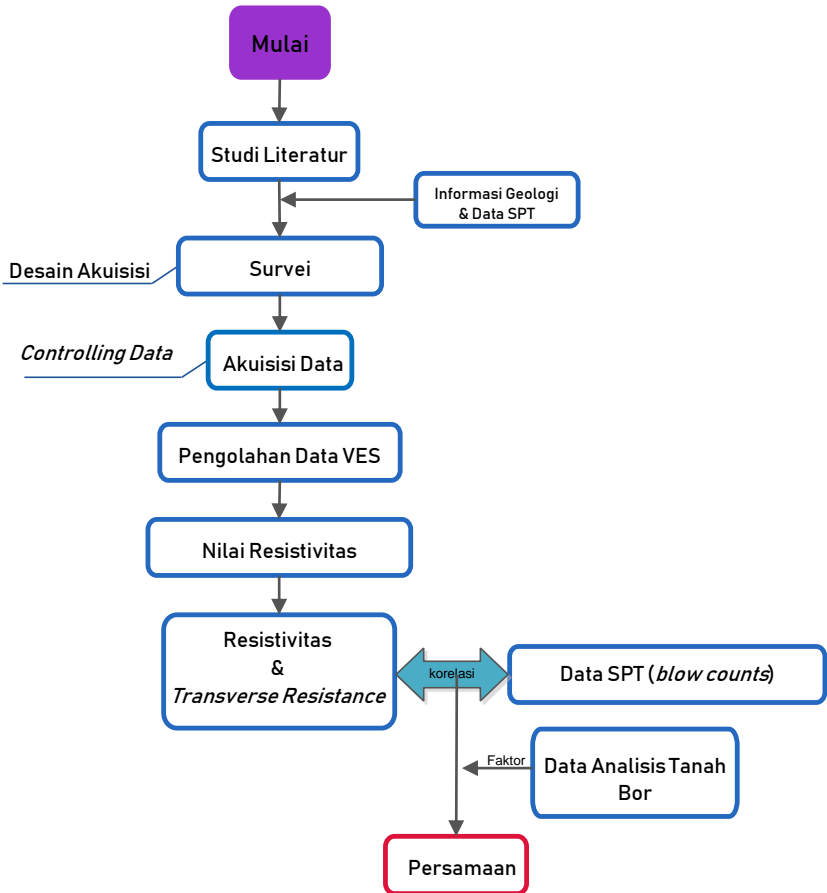 Mulai
Studi Literatur
Informasi Geologi
& Data SPT
Desain Akuisisi
Survei
Controlling Data
Akuisisi Data
Pengolahan Data VES
Nilai Resistivitas
Resistivitas
&
Transverse Resistance
korelasi
Data SPT (blow counts)
Faktor
Data Analisis Tanah
Bor
Persamaan